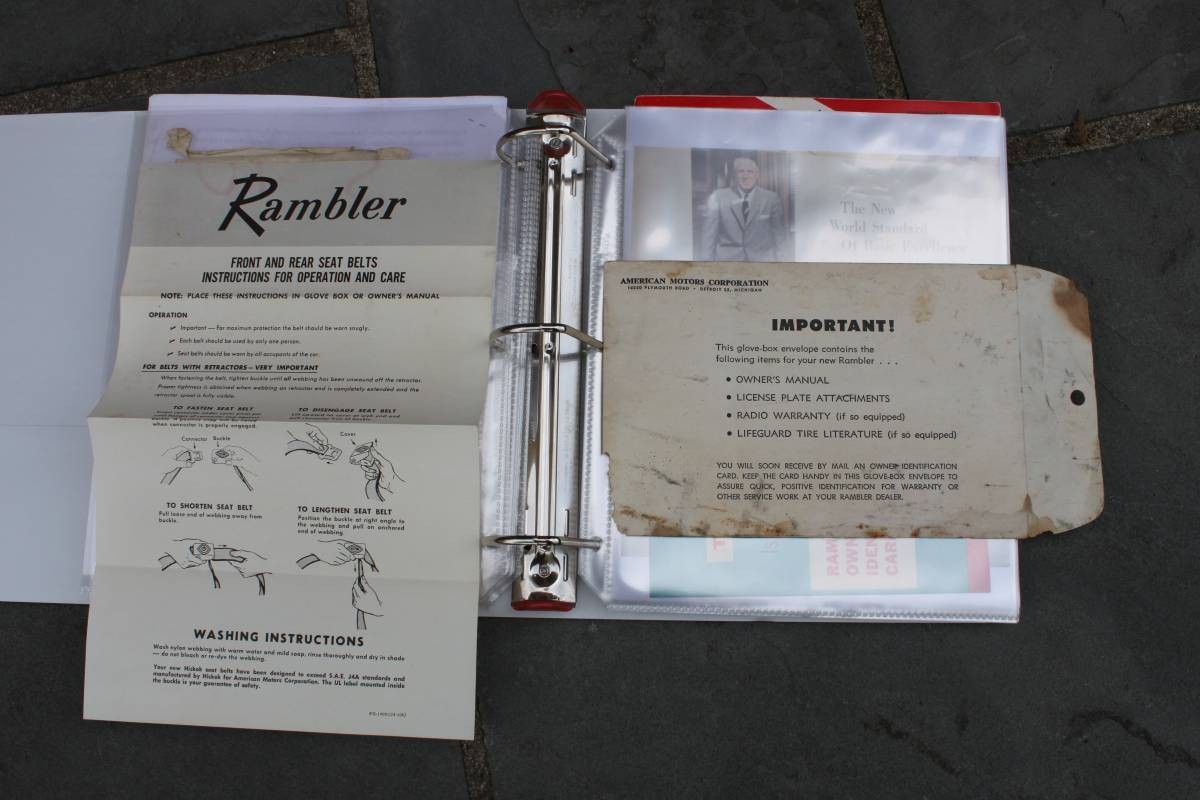 Rambler
FRONT AND REAR SEAT BELTS
INSTRUCTIONS FOR OPERATION AND CARE
NOTE: PLACE THESE INSTRUCTIONS IN GLOVE BOX OR OWNER'S MANUAL
OPERATION
Important — For maximum protection the belt should be worn snugly.
Each belt should be used by only one person.
Seat belts should be worn by all occupants of the car.
FOR BELTS WITH RETRACTORS — VERY IMPORTANT
When fastening the belt, tighten buckle until all webbing has been unwound off the retractor.
Proper tightness is obtained when webbing on retractor end is completely extended and the
retractor spool is fully visible.
TO FASTEN SEAT BELT
when connector is properly engaged.
TO DISENGAGE SEAT BELT
Connector Buckle
Cover
TO SHORTEN SEAT BELT
Pull loose end of webbing away from
buckle.
TO LENGTHEN SEAT BELT
Position the buckle at right angle to
the webbing and pull on anchored
end of webbing.
WASHING INSTRUCTIONS
Wash nylon webbing with warm water and mild soap, rinse thoroughly and dry in shade
— do not bleach or re-dye the webbing.
Your new Hickok seat belts have been designed to exceed S.A.E. J4A standards and
manufactured by Hickok for American Motors Corporation. The UL label mounted inside
the buckle is your guarantee of safety.
The New
World Standard
Of Basic Excellence
AMERICAN MOTORS CORPORATION
14250 PLYMOUTH ROAD • DETROIT 32, MICHIGAN
IMPORTANT!
This glove-box envelope contains the
following items for your new Rambler . . .
• OWNER'S MANUAL
• LICENSE PLATE ATTACHMENTS
• RADIO WARRANTY (if so equipped)
• LIFEGUARD TIRE LITERATURE (if so equipped)
YOU WILL SOON RECEIVE BY MAIL AN OWNER IDENTIFICATION
CARD. KEEP THE CARD HANDY IN THIS GLOVE-BOX ENVELOPE TO
ASSURE QUICK, POSITIVE IDENTIFICATION FOR WARRANTY OR
OTHER SERVICE WORK AT YOUR RAMBLER DEALER.
RAM
OWN
IDEN
CAR